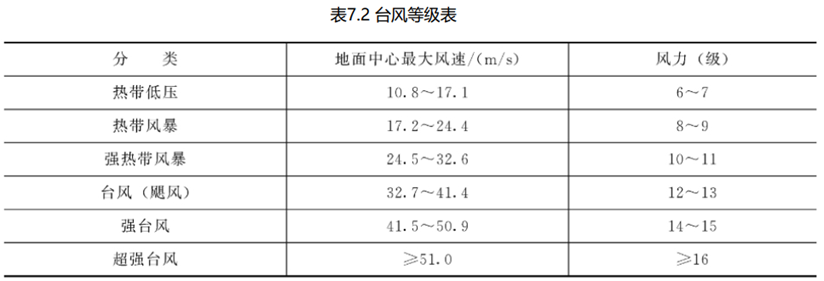 表7.2 台风等级表
分　　类 地面中心最大风速/(m/s) 风力（级）
热带低压 10.8～17.1 6～7
热带风暴 17.2～24.4 8～9
强热带风暴 24.5～32.6 10～11
台风（飓风） 32.7～41.4 12～13
强台风 41.5～50.9 14～15
超强台风 ⩾51.0 ⩾16